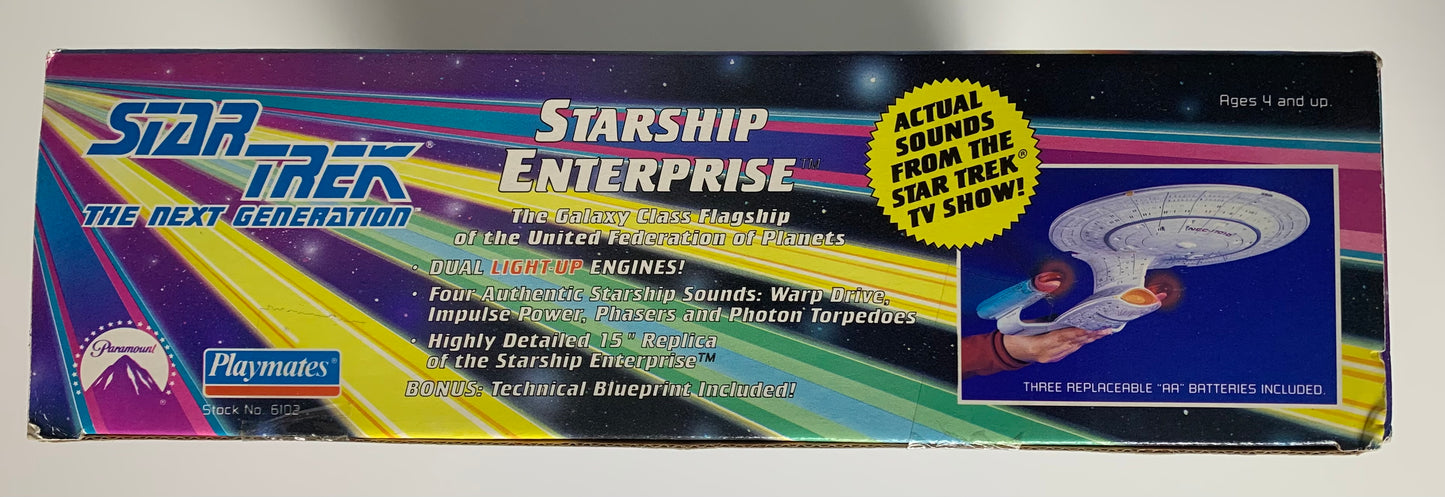 STAR TREK®
THE NEXT GENERATION
Paramount
®
Playmates®
Stock No. 6102
STARSHIP
ENTERPRISE™
The Galaxy Class Flagship
of the United Federation of Planets
· DUAL LIGHT-UP ENGINES!
· Four Authentic Starship Sounds: Warp Drive,
Impulse Power, Phasers and Photon Torpedoes
· Highly Detailed 15" Replica
of the Starship Enterprise™
BONUS: Technical Blueprint Included!
ACTUAL
SOUNDS
FROM THE
STAR TREK®
TV SHOW!
Ages 4 and up.
THREE REPLACEABLE "AA" BATTERIES INCLUDED.